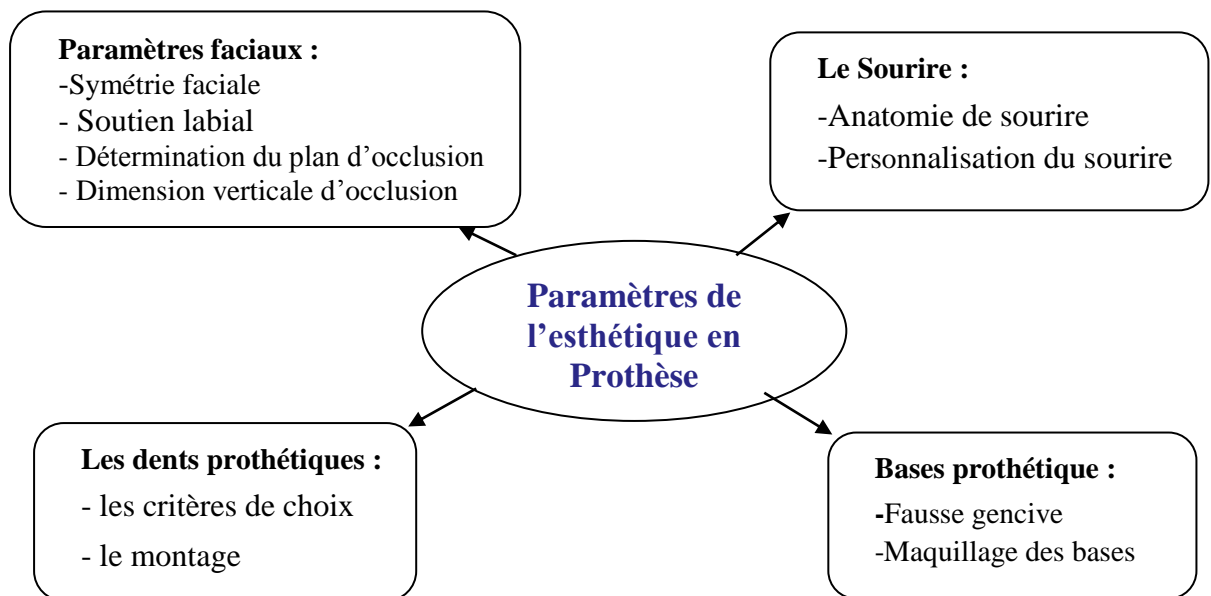 Paramètres faciaux :
-Symétrie faciale
- Soutien labial
- Détermination du plan d’occlusion
- Dimension verticale d’occlusion
Le Sourire :
-Anatomie de sourire
-Personnalisation du sourire
Paramètres de
l’esthétique en
Prothèse
Les dents prothétiques :
- les critères de choix
- le montage
Bases prothétique :
-Fausse gencive
-Maquillage des bases